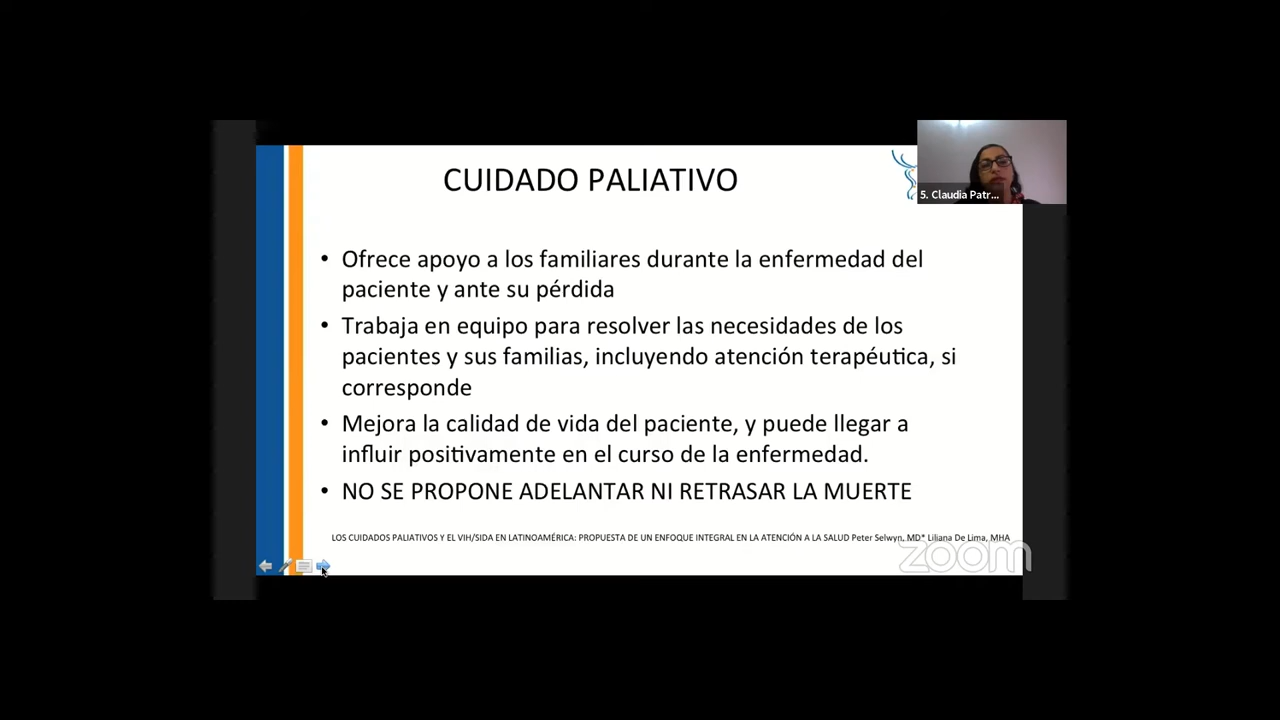 CUIDADO PALIATIVO
5. Claudia Patr...
• Ofrece apoyo a los familiares durante la enfermedad del
paciente y ante su pérdida
• Trabaja en equipo para resolver las necesidades de los
pacientes y sus familias, incluyendo atención terapéutica, si
corresponde
• Mejora la calidad de vida del paciente, y puede llegar a
influir positivamente en el curso de la enfermedad.
• NO SE PROPONE ADELANTAR NI RETRASAR LA MUERTE
LOS CUIDADOS PALIATIVOS Y EL VIH/SIDA EN LATINOAMÉRICA: PROPUESTA DE UN ENFOQUE INTEGRAL EN LA ATENCIÓN A LA SALUD Peter Selwyn, MD* Liliana De Lima, MHA
zoom